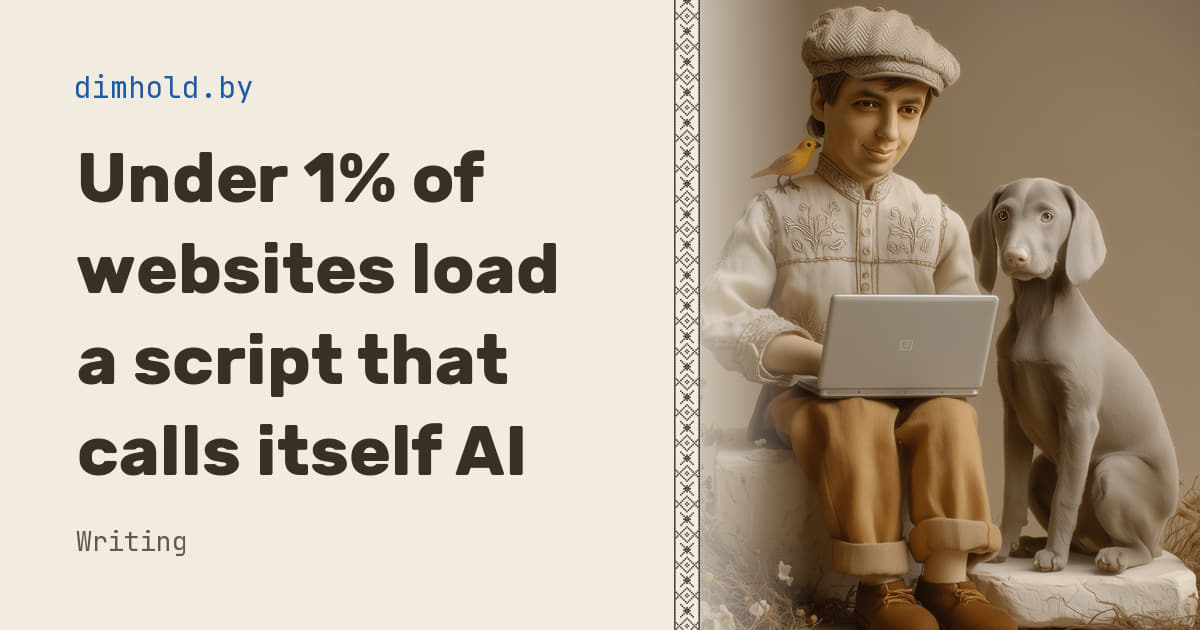 dimhold.by
Under 1% of
websites load
a script that
calls itself AI
Writing